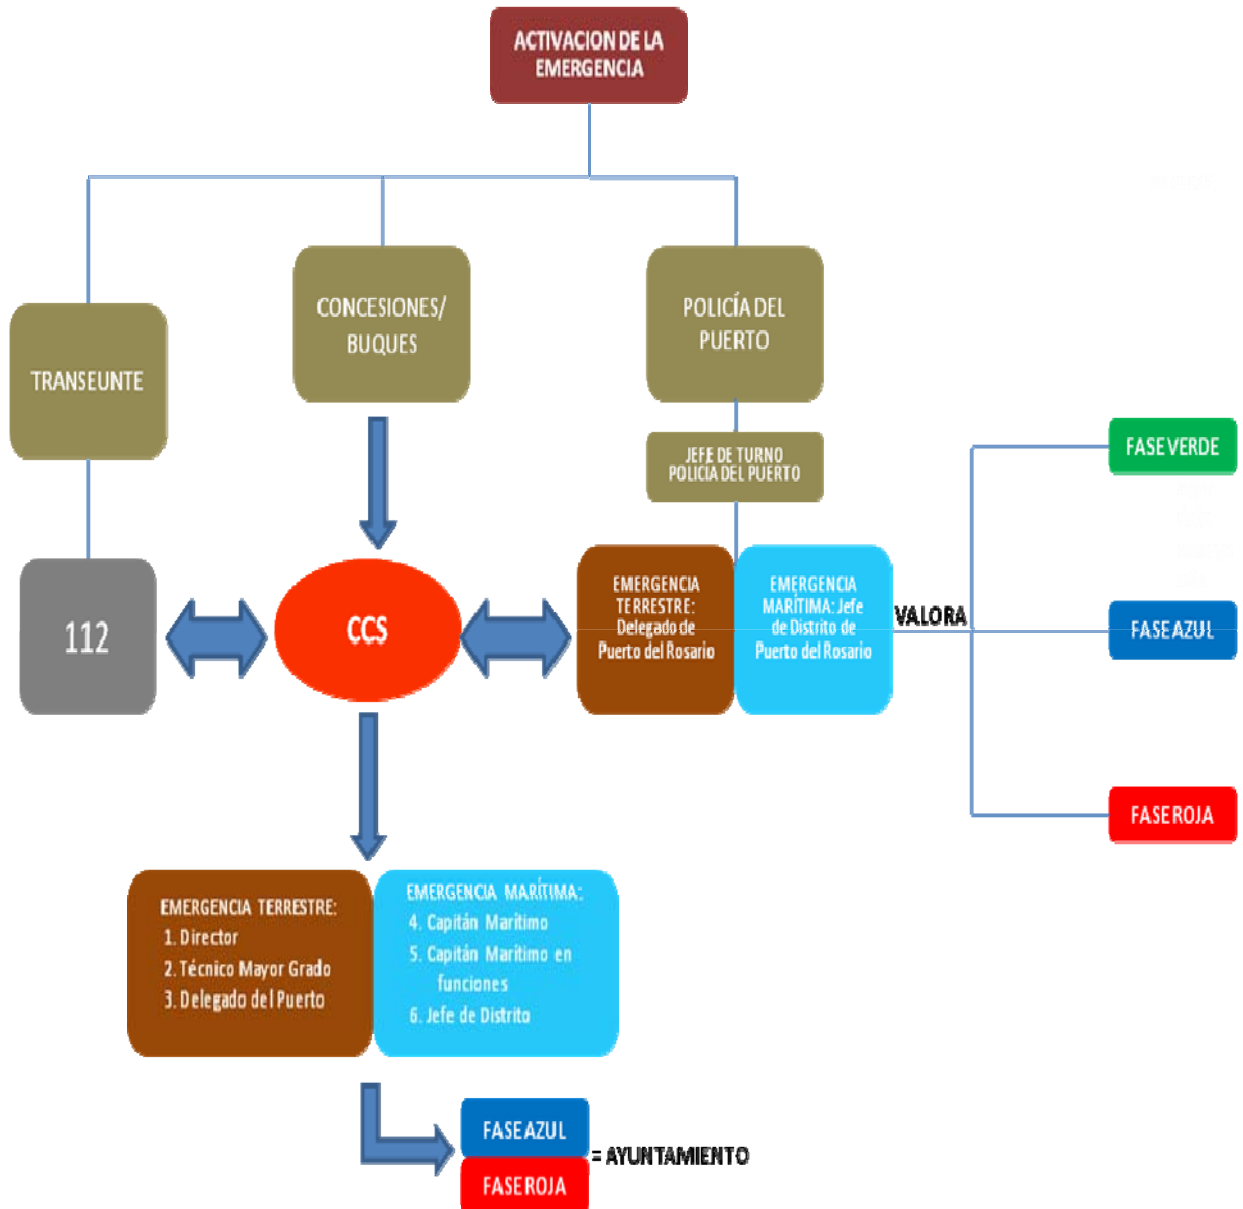 ACTIVACION DE LA
EMERGENCIA
TRANSEUNTE
CONCESIONES/
BUQUES
POLICÍA DEL
PUERTO
JEFE DE TURNO
POLICIA DEL PUERTO
112
CCS
EMERGENCIA
TERRESTRE:
Delegado de
Puerto del Rosario
EMERGENCIA
MARÍTIMA: Jefe
de Distrito de
Puerto del Rosario
VALORA
FASE VERDE
FASE AZUL
FASE ROJA
EMERGENCIA TERRESTRE:
1. Director
2. Técnico Mayor Grado
3. Delegado del Puerto
EMERGENCIA MARÍTIMA:
4. Capitán Marítimo
5. Capitán Marítimo en
funciones
6. Jefe de Distrito
FASE AZUL
FASE ROJA
= AYUNTAMIENTO